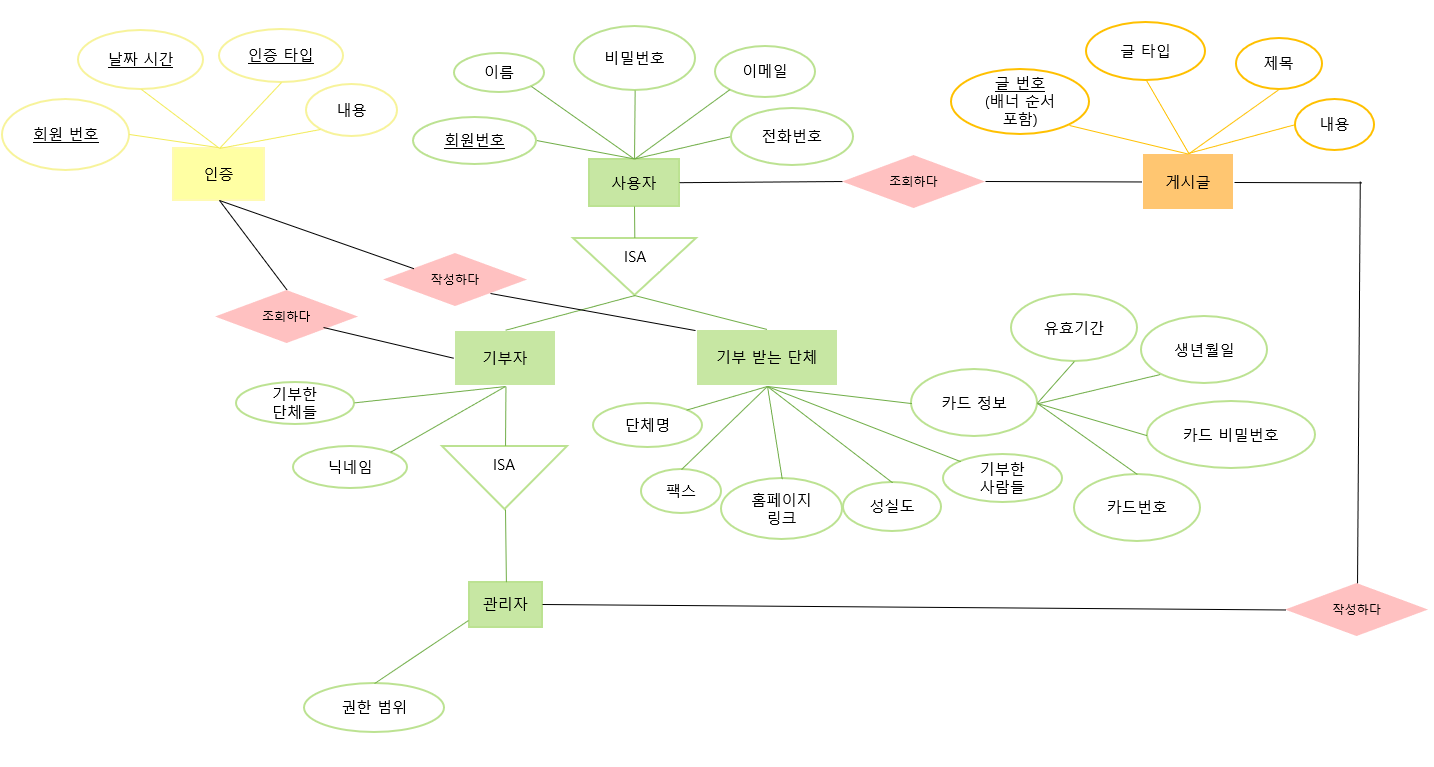 날짜 시간
인증 타입
회원 번호
내용
인증
이름
비밀번호
이메일
회원번호
전화번호
사용자
조회하다
글 타입
제목
글 번호
(배너 순서
포함)
내용
게시글
ISA
작성하다
조회하다
기부자
기부 받는 단체
기부한
단체들
닉네임
ISA
단체명
팩스
홈페이지
링크
성실도
기부한
사람들
카드 정보
유효기간
생년월일
카드 비밀번호
카드번호
관리자
작성하다
권한 범위